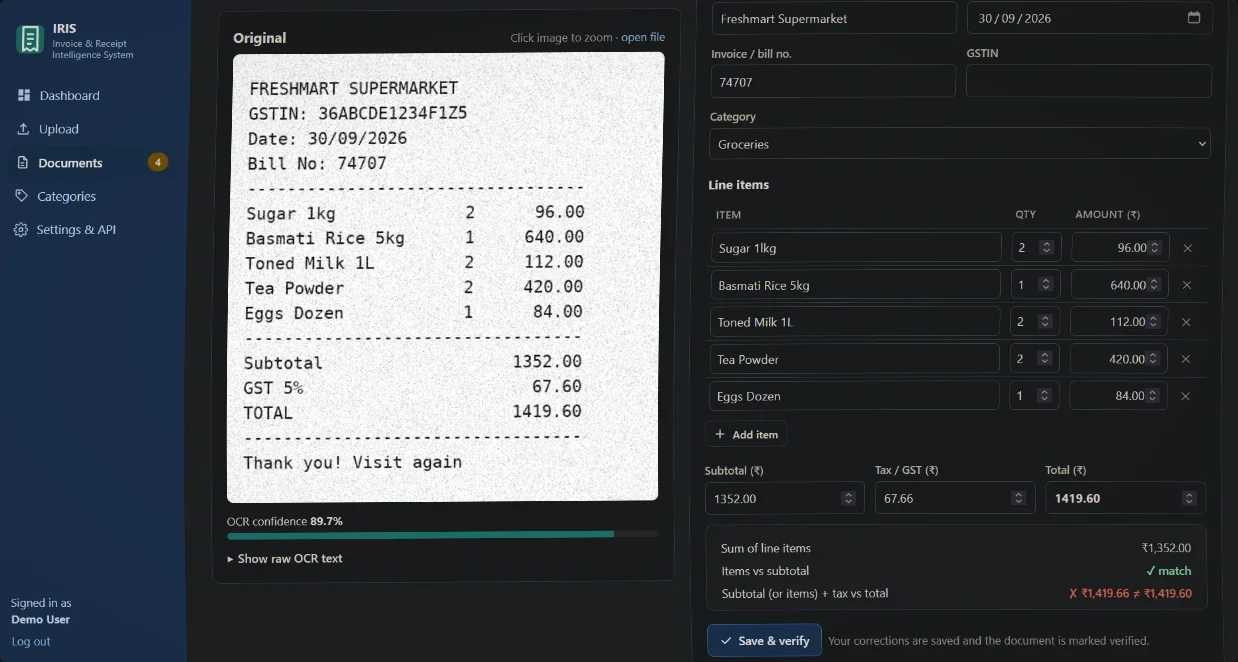 IRIS
Invoice & Receipt
Intelligence System
Dashboard
Upload
Documents 4
Categories
Settings & API
Signed in as
Demo User
Log out
Original
Click image to zoom · open file
FRESHMART SUPERMARKET
GSTIN: 36ABCDE1234F1Z5
Date: 30/09/2026
Bill No: 74707
----------------------------------
Sugar 1kg 2 96.00
Basmati Rice 5kg 1 640.00
Toned Milk 1L 2 112.00
Tea Powder 2 420.00
Eggs Dozen 1 84.00
----------------------------------
Subtotal 1352.00
GST 5% 67.60
TOTAL 1419.60
----------------------------------
Thank you! Visit again
OCR confidence 89.7%
▸ Show raw OCR text
Freshmart Supermarket 30/09/2026
Invoice / bill no. GSTIN
74707
Category
Groceries
Line items
ITEM QTY AMOUNT (₹)
Sugar 1lkg 2 96.00 ×
Basmati Rice 5kg 1 640.00 ×
Toned Milk 1L 2 112.00 ×
Tea Powder 2 420.00 ×
Eggs Dozen 1 84.00 ×
+ Add item
Subtotal (₹) Tax / GST (₹) Total (₹)
1352.00 67.66 1419.60
Sum of line items ₹1,352.00
Items vs subtotal ✓ match
Subtotal (or items) + tax vs total ✗ ₹1,419.66 ≠ ₹1,419.60
✓ Save & verify Your corrections are saved and the document is marked verified.